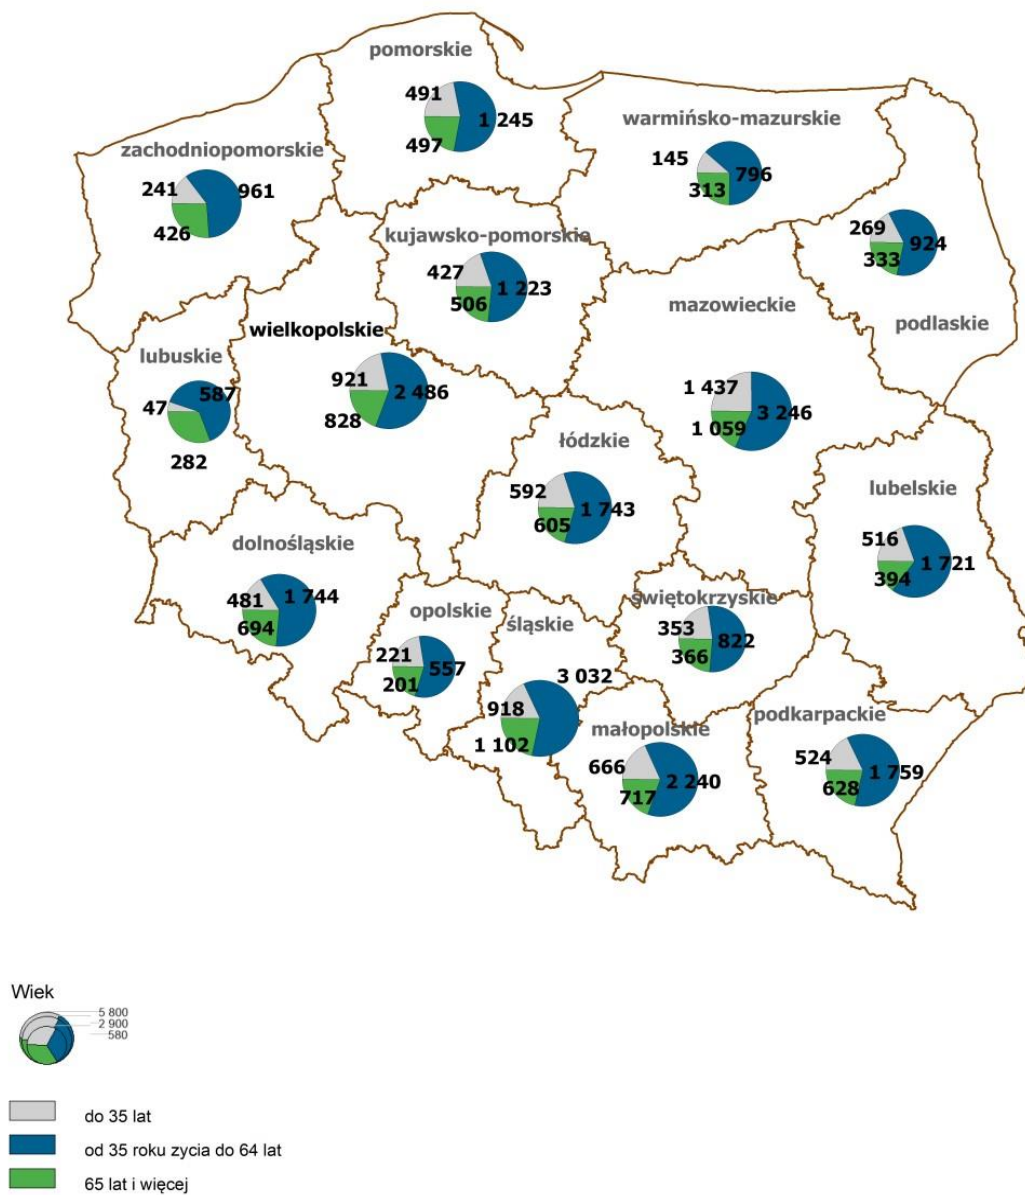 pomorskie
491
1 245
497
warmińsko-mazurskie
145
796
313
zachodniopomorskie
241
961
426
269
924
333
podlaskie
kujawsko-pomorskie
427
1 223
506
mazowieckie
1 437
3 246
1 059
wielkopolskie
921
2 486
828
lubuskie
47
587
282
łódzkie
592
1 743
605
lubelskie
516
1 721
394
dolnośląskie
481
1 744
694
opolskie
221
557
201
śląskie
3 032
918
1 102
świętokrzyskie
353
822
366
małopolskie
666
2 240
717
podkarpackie
524
1 759
628
Wiek
5 800
2 900
580
do 35 lat
od 35 roku zycia do 64 lat
65 lat i więcej